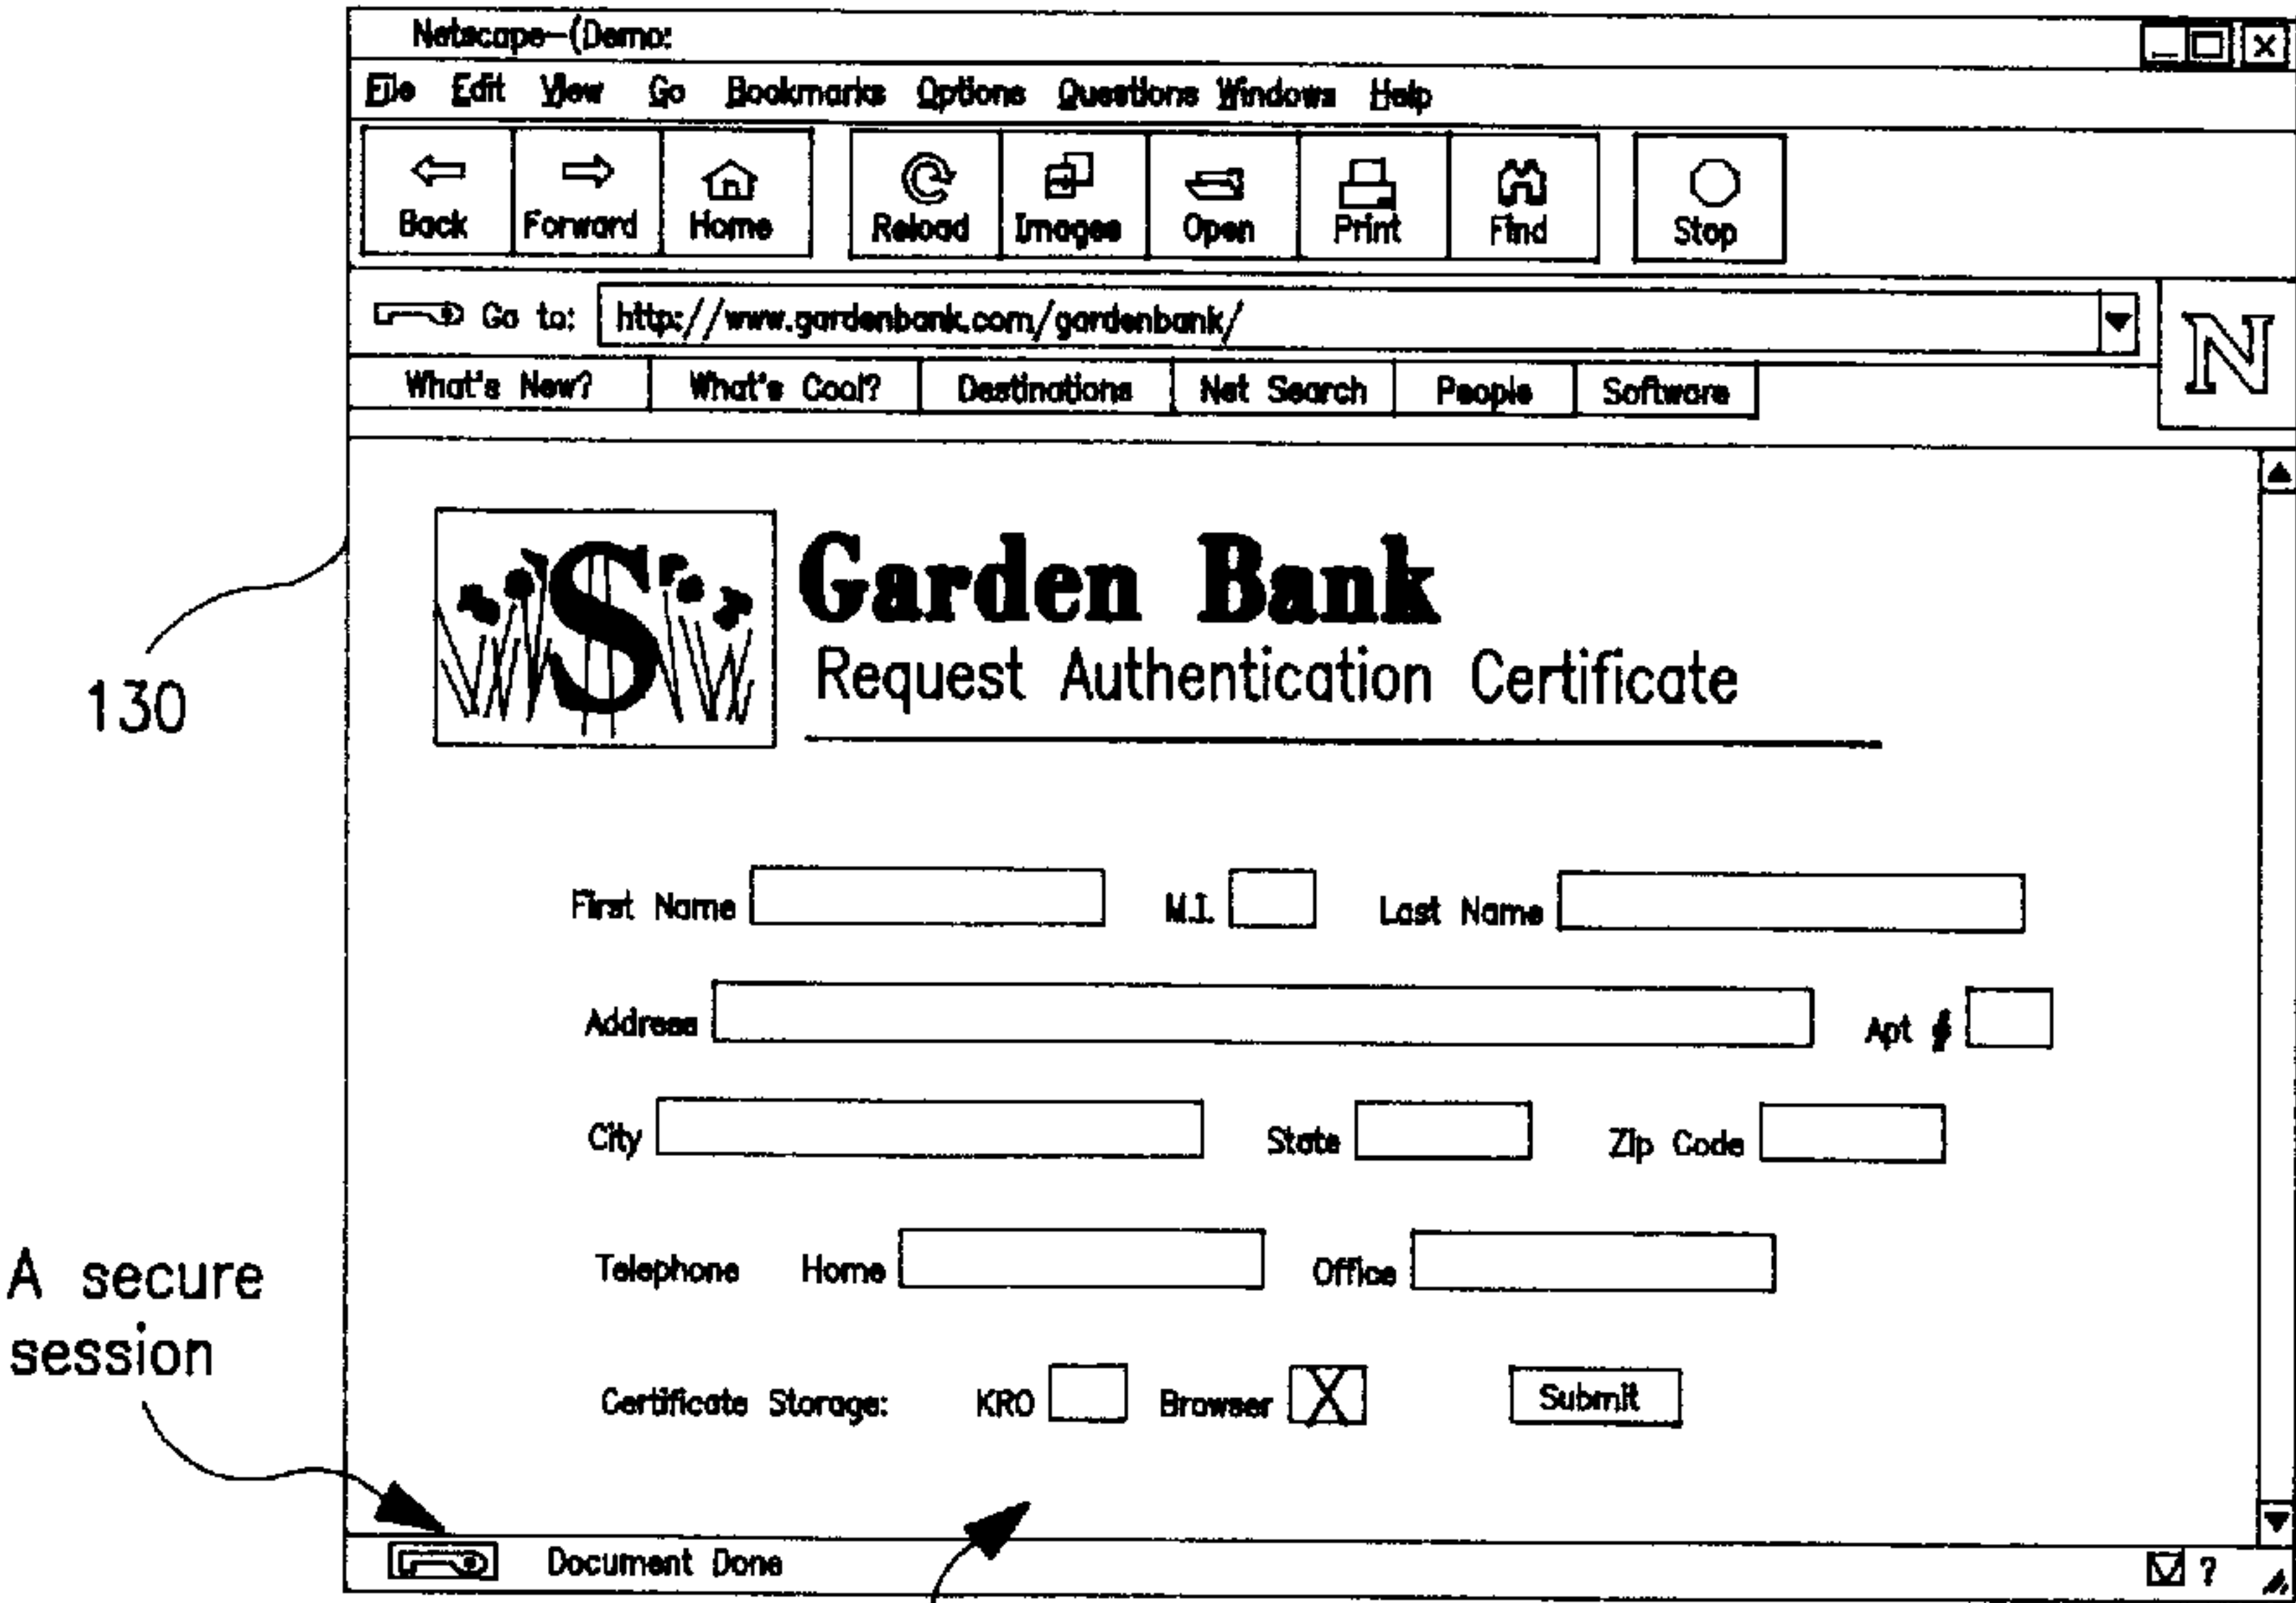 Netscape-(Demo:
File Edit View Go Bookmarks Options Questions Windows Help
Back Forward Home Reload Images Open Print Find Stop
Go to: http://www.gardenbank.com/gardenbank/
N
What's New? What's Cool? Destinations Net Search People Software
$ Garden Bank
Request Authentication Certificate
130
First Name M.I. Last Name
Address Apt #
City State Zip Code
Telephone Home Office
A secure
session
Certificate Storage: KRO Browser X Submit
Document Done ?